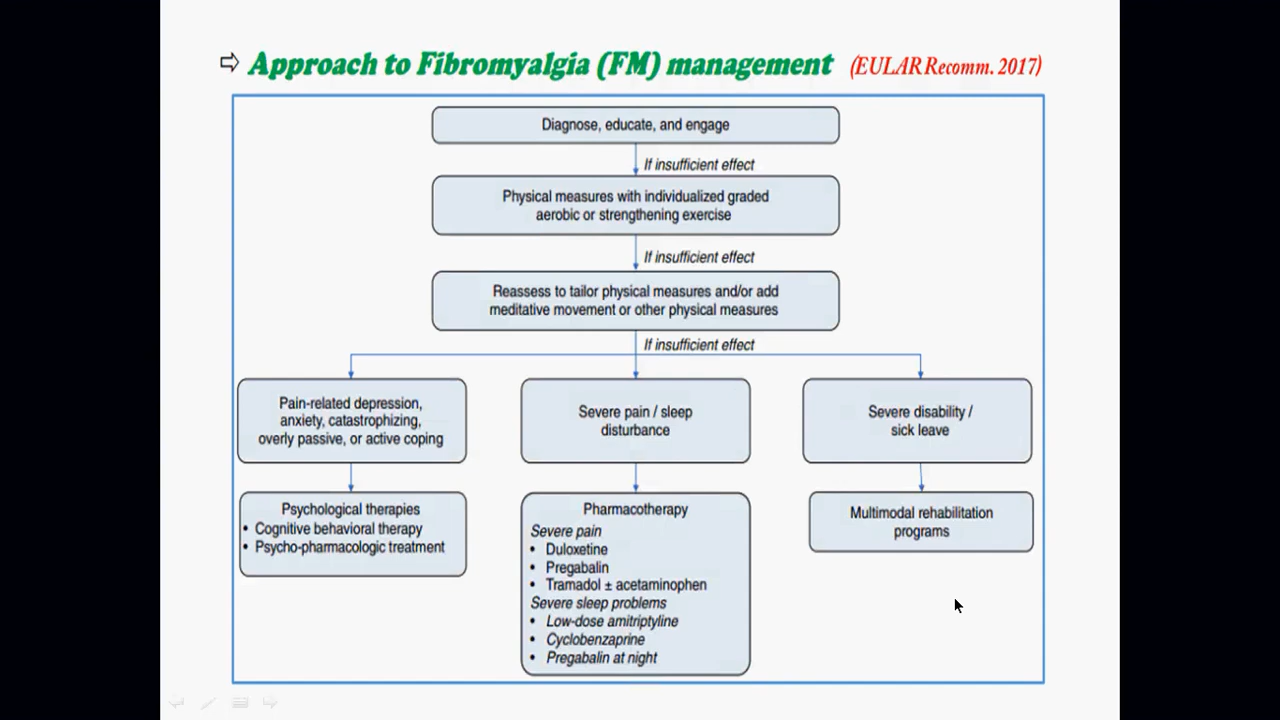 ⇨ Approach to Fibromyalgia (FM) management (EULAR Recomm. 2017)
Diagnose, educate, and engage
If insufficient effect
Physical measures with individualized graded
aerobic or strengthening exercise
If insufficient effect
Reassess to tailor physical measures and/or add
meditative movement or other physical measures
If insufficient effect
Pain-related depression,
anxiety, catastrophizing,
overly passive, or active coping
Psychological therapies
• Cognitive behavioral therapy
• Psycho-pharmacologic treatment
Severe pain / sleep
disturbance
Pharmacotherapy
Severe pain
• Duloxetine
• Pregabalin
• Tramadol ± acetaminophen
Severe sleep problems
• Low-dose amitriptyline
• Cyclobenzaprine
• Pregabalin at night
Severe disability /
sick leave
Multimodal rehabilitation
programs